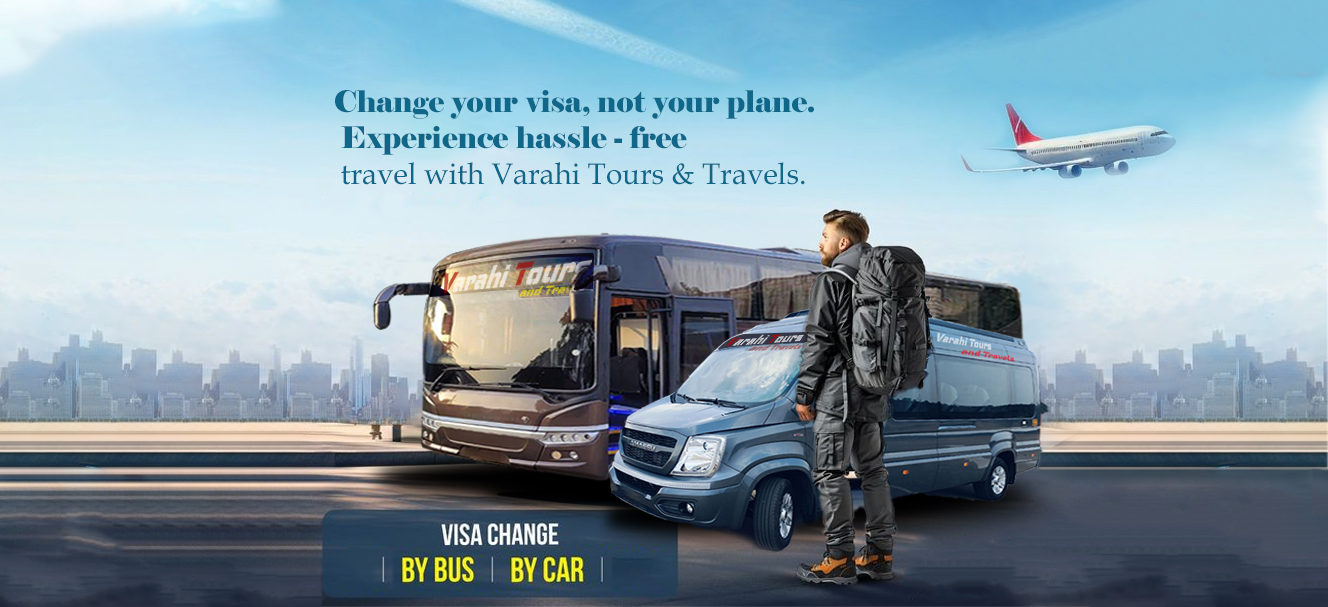 Change your visa, not your plane.
Experience hassle - free
travel with Varahi Tours & Travels.
Varahi Tours
and Trave
Varahi Tours
and Travels
Varahi Tours
and Travels
VISA CHANGE
| BY BUS | BY CAR |